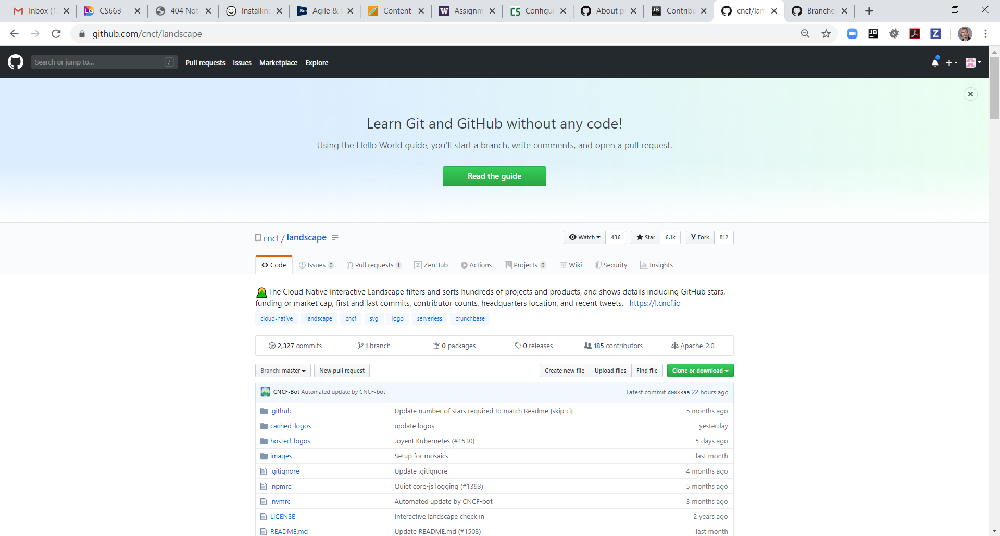 Inbox (1,
CS663
404 Not
Installing
Agile &
Content
Assignm
Configur
About p
Contribu
cncf/lan
Branche
github.com/cncf/landscape
Search or jump to... /
Pull requests Issues Marketplace Explore
Learn Git and GitHub without any code!
Using the Hello World guide, you’ll start a branch, write comments, and open a pull request.
Read the guide
cncf / landscape
Watch 436 Star 6.1k Fork 812
Code Issues 0 Pull requests 1 ZenHub Actions Projects 0 Wiki Security Insights
The Cloud Native Interactive Landscape filters and sorts hundreds of projects and products, and shows details including GitHub stars,
funding or market cap, first and last commits, contributor counts, headquarters location, and recent tweets. https://l.cncf.io
cloud-native landscape cncf svg logo serverless crunchbase
2,327 commits 1 branch 0 packages 0 releases 185 contributors Apache-2.0
Branch: master New pull request Create new file Upload files Find file Clone or download
CNCF-Bot Automated update by CNCF-bot Latest commit d0083aa 22 hours ago
.github Update number of stars required to match Readme [skip ci] 5 months ago
cached_logos update logos yesterday
hosted_logos Joyent Kubernetes (#1530) 5 days ago
images Setup for mosaics last month
.gitignore Update .gitignore 4 months ago
.npmrc Quiet core-js logging (#1393) 5 months ago
.nvmrc Automated update by CNCF-bot 3 months ago
LICENSE Interactive landscape check in 2 years ago
README.md Update README.md (#1503) last month